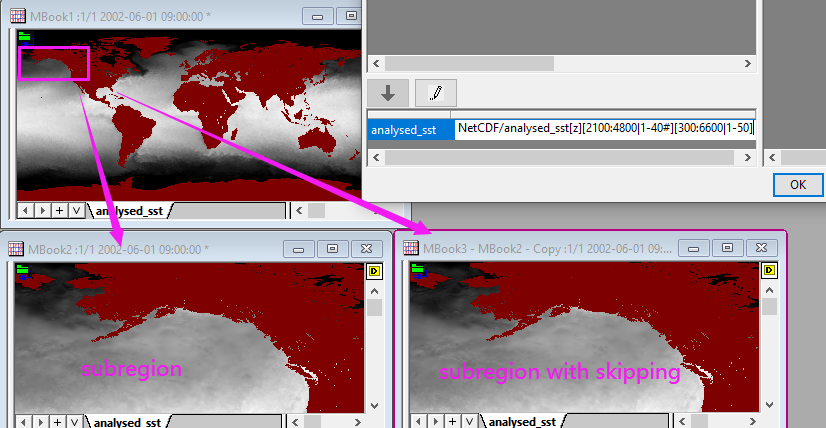 MBook1 :1/1 2002-06-01 09:00:00 *
analysed_sst
analysed_sst NetCDF/analysed_sst[z][2100:4800|1-40#][300:6600|1-50]
OK
MBook2 :1/1 2002-06-01 09:00:00 *
D
subregion
analysed_sst
MBook3 - MBook2 - Copy :1/1 2002-06-01 09:...
D
subregion with skipping
analysed_sst